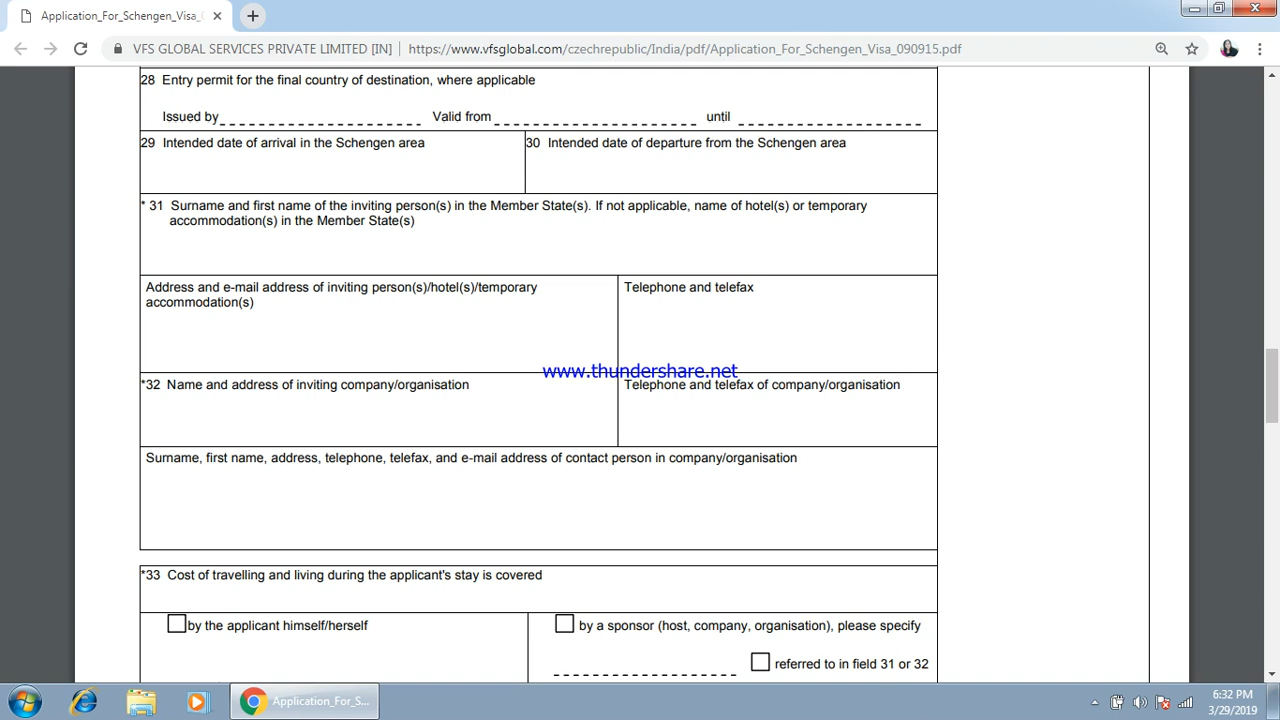 Application_For_Schengen_Visa_
VFS GLOBAL SERVICES PRIVATE LIMITED [IN]
https://www.vfsglobal.com/czechrepublic/India/pdf/Application_For_Schengen_Visa_090915.pdf
28 Entry permit for the final country of destination, where applicable
Issued by Valid from until
29 Intended date of arrival in the Schengen area
30 Intended date of departure from the Schengen area
* 31 Surname and first name of the inviting person(s) in the Member State(s). If not applicable, name of hotel(s) or temporary
accommodation(s) in the Member State(s)
Address and e-mail address of inviting person(s)/hotel(s)/temporary
accommodation(s)
Telephone and telefax
www.thundershare.net
*32 Name and address of inviting company/organisation
Telephone and telefax of company/organisation
Surname, first name, address, telephone, telefax, and e-mail address of contact person in company/organisation
*33 Cost of travelling and living during the applicant's stay is covered
by the applicant himself/herself
by a sponsor (host, company, organisation), please specify
referred to in field 31 or 32
Application_For_S...
6:32 PM
3/29/2019